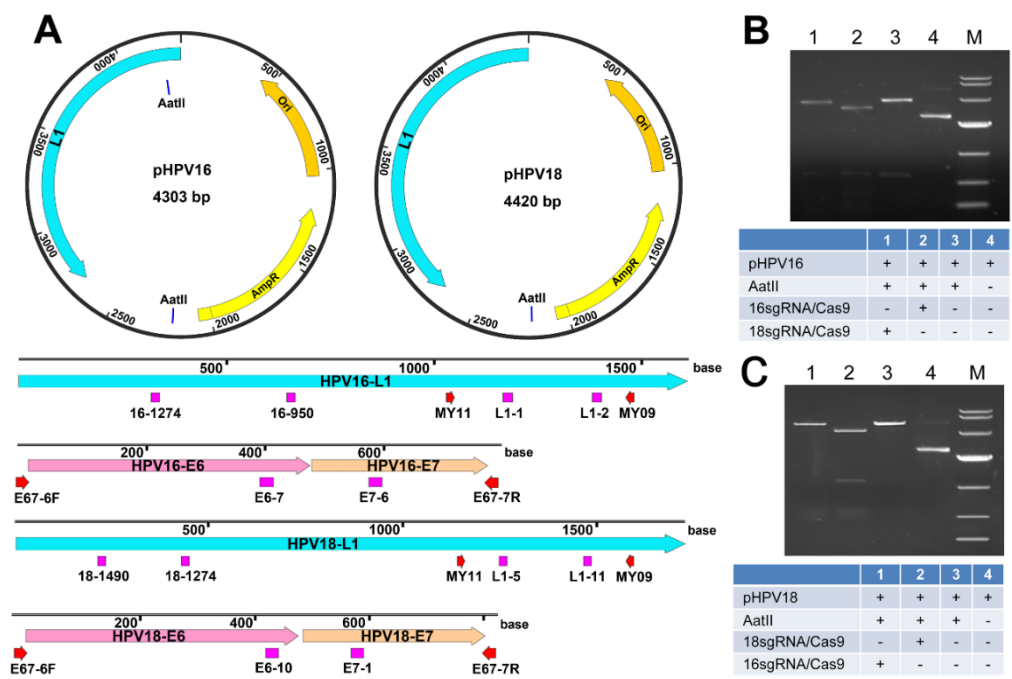 A
4000
500
AatII
Ori
L1
3500
1000
pHPV16
4303 bp
3000
1500
AmpR
AatII
2500
2000
4000
500
Ori
L1
3500
1000
pHPV18
4420 bp
3000
1500
AmpR
AatII
2500
2000
500 1000 1500 base
HPV16-L1
16-1274 16-950 MY11 L1-1 L1-2 MY09
200 400 600 base
HPV16-E6 HPV16-E7
E67-6F E6-7 E7-6 E67-7R
500 1000 1500 base
HPV18-L1
18-1490 18-1274 MY11 L1-5 L1-11 MY09
200 400 600 base
HPV18-E6 HPV18-E7
E67-6F E6-10 E7-1 E67-7R
B
1 2 3 4 M
1 2 3 4
pHPV16 + + + +
AatII + + + -
16sgRNA/Cas9 - + - -
18sgRNA/Cas9 + - - -
C
1 2 3 4 M
1 2 3 4
pHPV18 + + + +
AatII + + + -
18sgRNA/Cas9 - + - -
16sgRNA/Cas9 + - - -